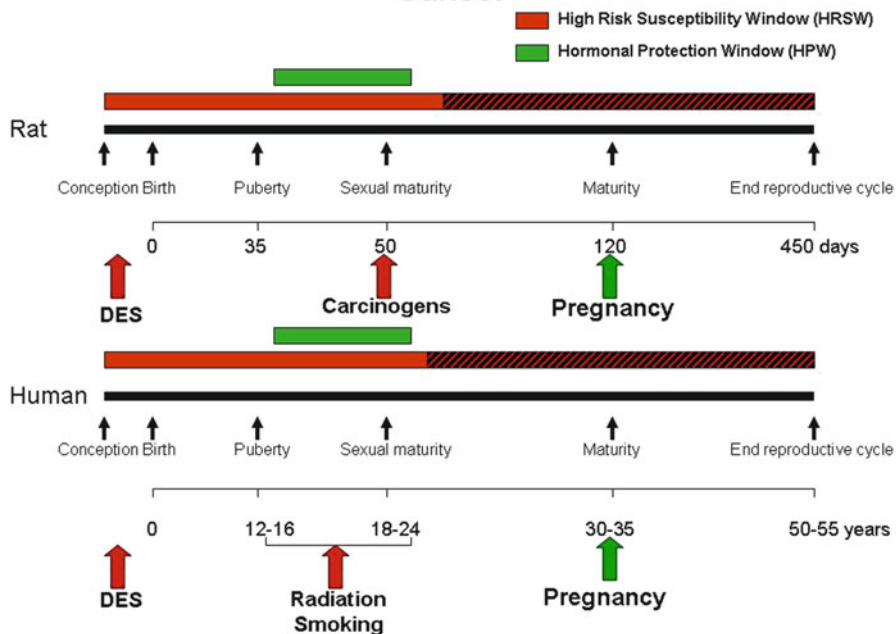 High Risk Susceptibility Window (HRSW)
Hormonal Protection Window (HPW)
Rat
Conception Birth Puberty Sexual maturity Maturity End reproductive cycle
0 35 50 120 450 days
DES Carcinogens Pregnancy
Human
Conception Birth Puberty Sexual maturity Maturity End reproductive cycle
0 12-16 18-24 30-35 50-55 years
DES Radiation Pregnancy
Smoking